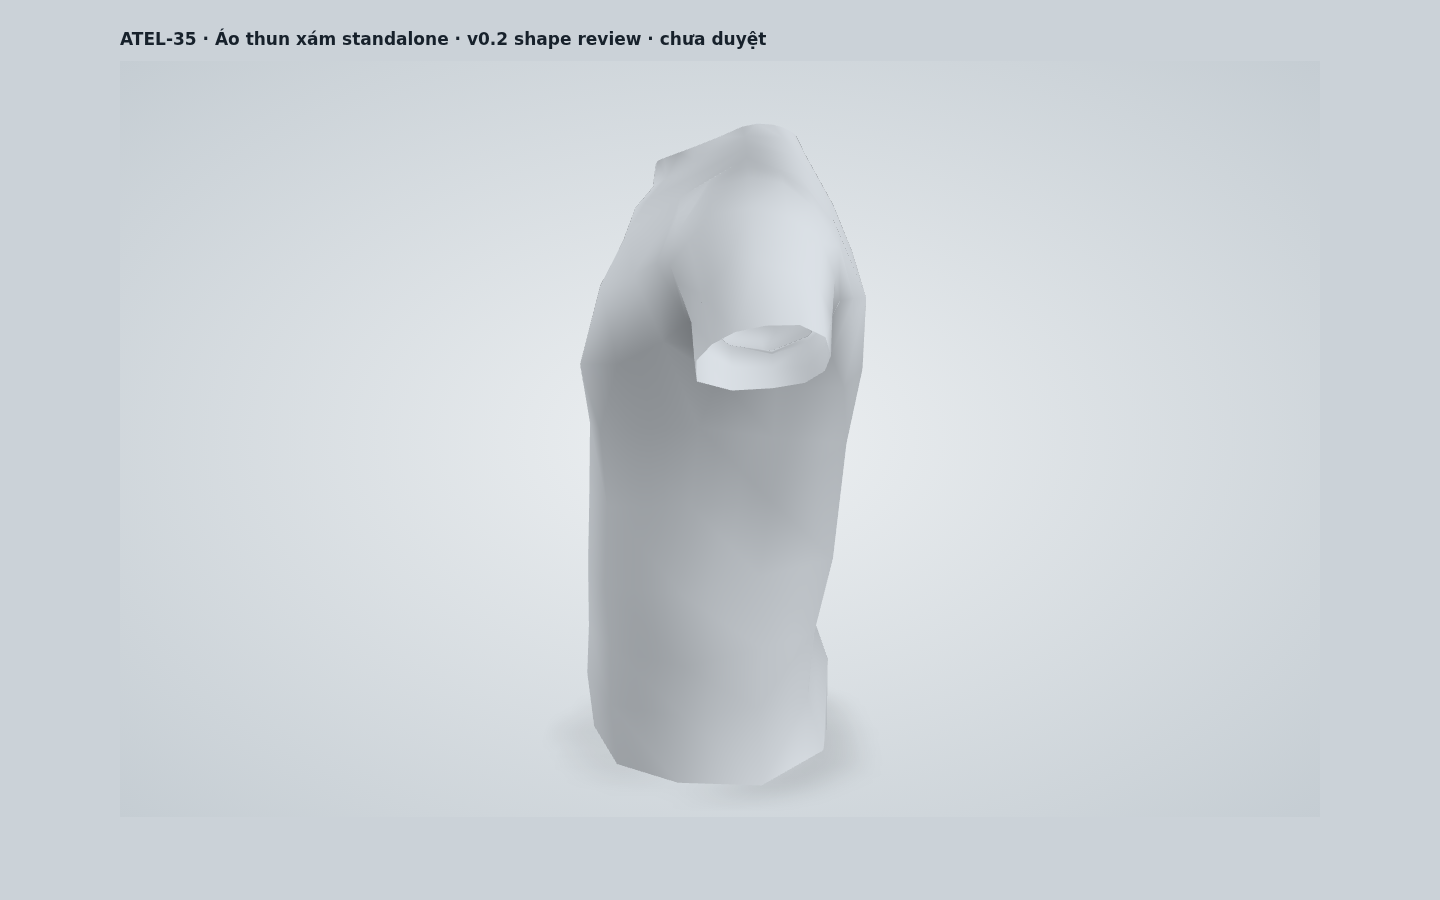 ATEL-35 · Áo thun xám standalone · v0.2 shape review · chưa duyệt